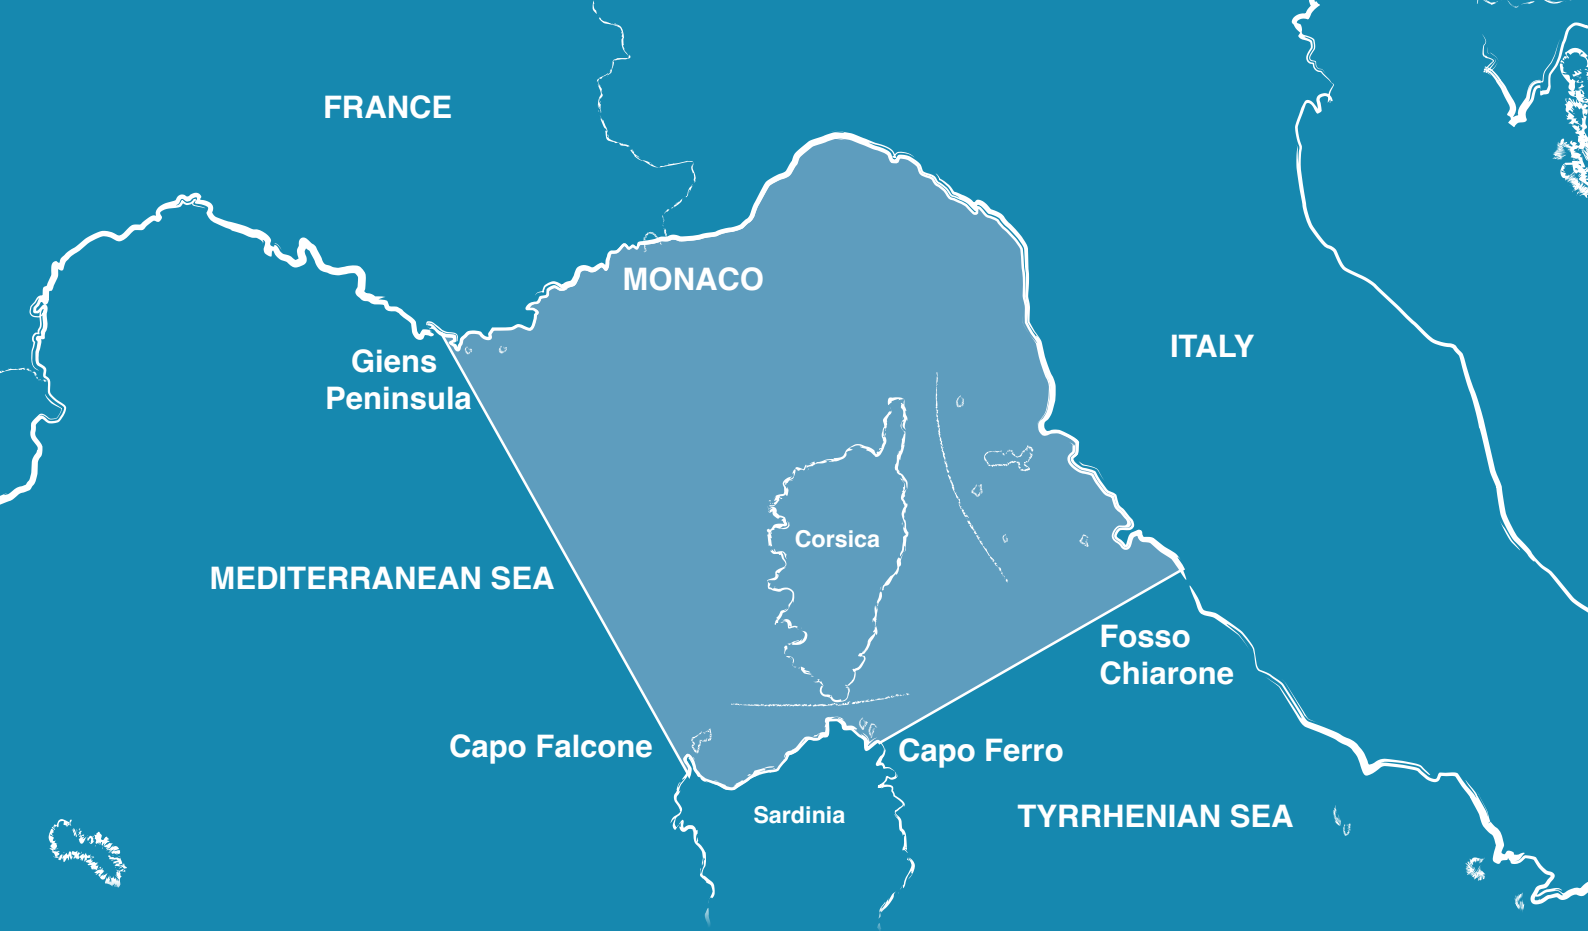 FRANCE
MONACO
ITALY
Giens
Peninsula
Corsica
MEDITERRANEAN SEA
Fosso
Chiarone
Capo Falcone
Capo Ferro
Sardinia
TYRRHENIAN SEA